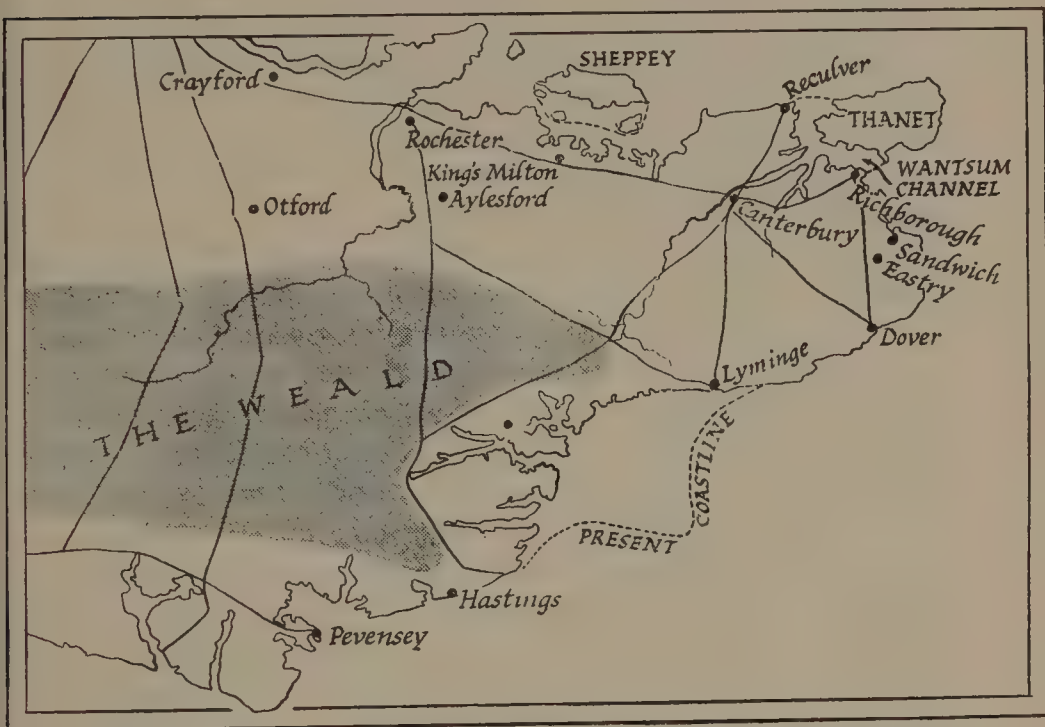 SHEPPEY
Reculver
Crayford
THANET
Rochester
WANTSUM
CHANNEL
King's Milton
Aylesford
Richborough
Otford
Canterbury
Sandwich
Eastry
Dover
Lyminge
THE WEALD
PRESENT COASTLINE
Hastings
Pevensey